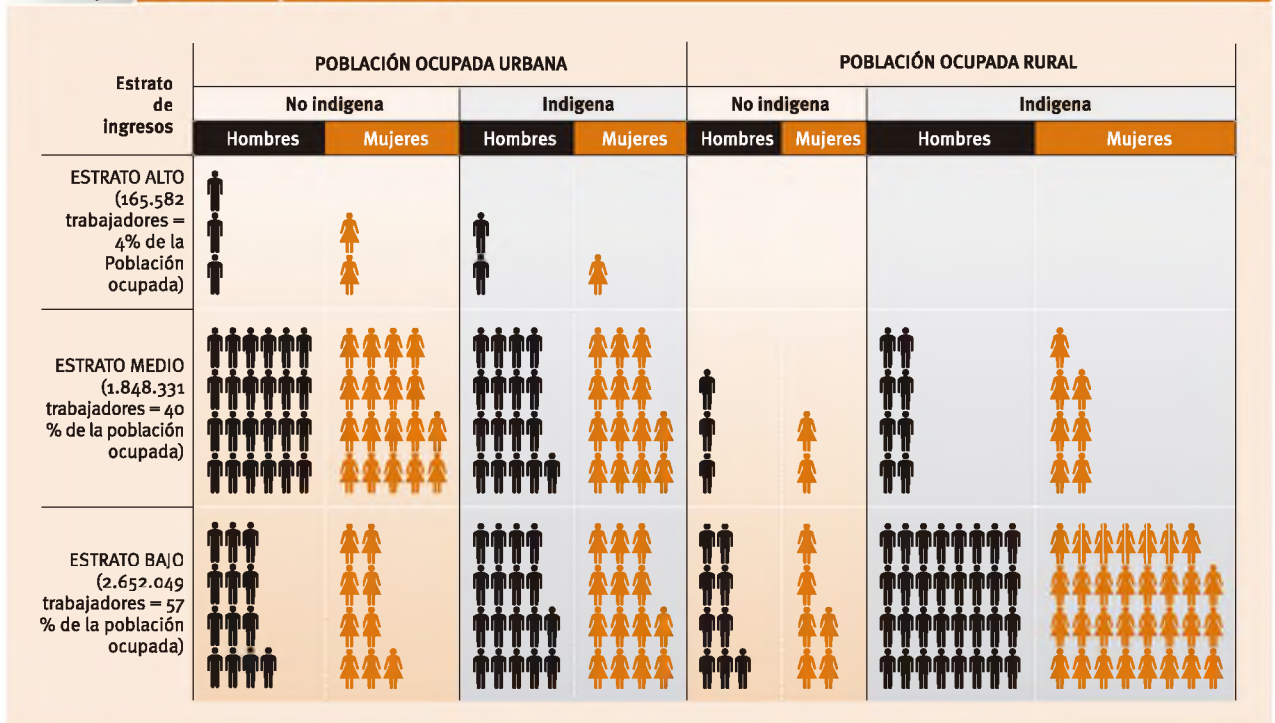 Estrato
de
ingresos
POBLACIÓN OCUPADA URBANA
POBLACIÓN OCUPADA RURAL
No indigena
Indigena
No indigena
Indigena
Hombres
Mujeres
Hombres
Mujeres
Hombres
Mujeres
Hombres
Mujeres
ESTRATO ALTO
(165.582
trabajadores =
4% de la
Población
ocupada)
ESTRATO MEDIO
(1.848.331
trabajadores = 40
% de la población
ocupada)
ESTRATO BAJO
(2.652.049
trabajadores = 57
% de la población
ocupada)